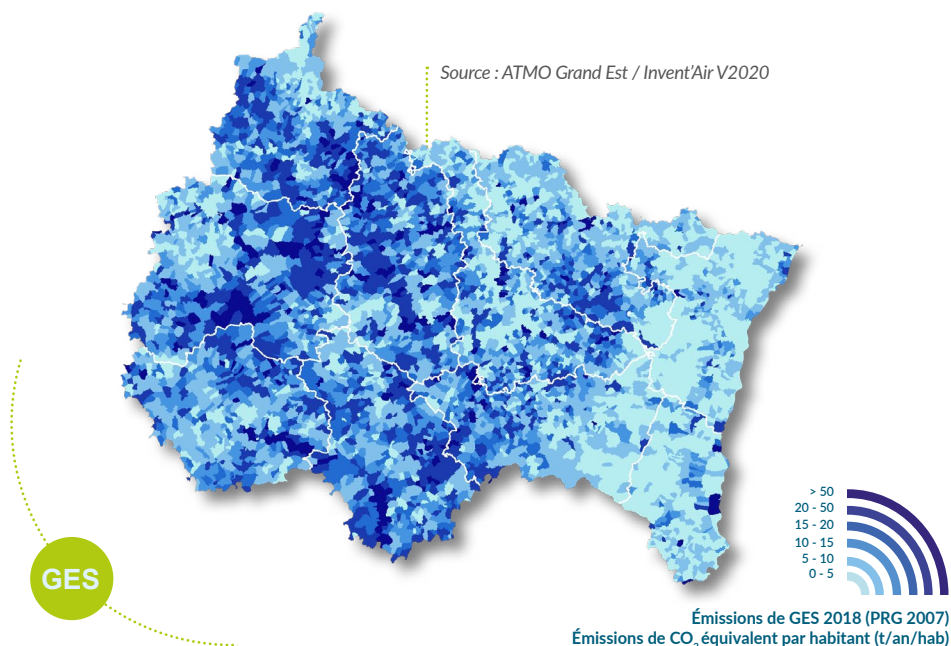 Source : ATMO Grand Est / Invent'Air V2020
> 50
20 - 50
15 - 20
10 - 15
5 - 10
0 - 5
GES
Émissions de GES 2018 (PRG 2007)
Émissions de CO₂ équivalent par habitant (t/an/hab)